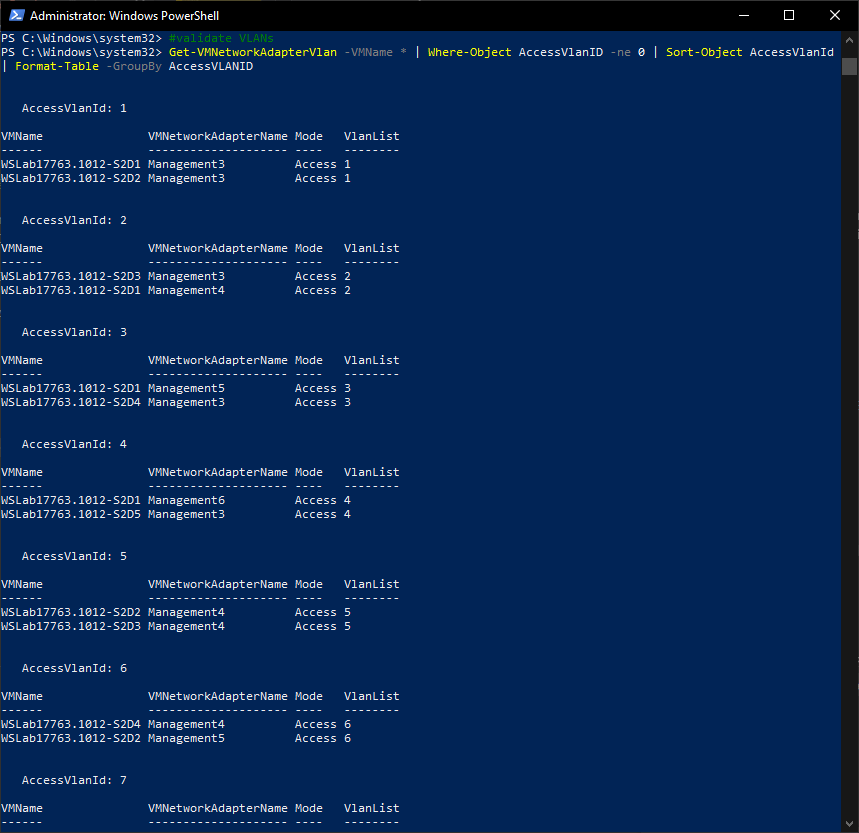 Administrator: Windows PowerShell
PS C:\Windows\system32> #validate VLANs
PS C:\Windows\system32> Get-VMNetworkAdapterVlan -VMName * | Where-Object AccessVlanID -ne 0 | Sort-Object AccessVlanId
| Format-Table -GroupBy AccessVLANID
AccessVlanId: 1
VMName VMNetworkAdapterName Mode VlanList
------ -------------------- ---- --------
WSLab17763.1012-S2D1 Management3 Access 1
WSLab17763.1012-S2D2 Management3 Access 1
AccessVlanId: 2
VMName VMNetworkAdapterName Mode VlanList
------ -------------------- ---- --------
WSLab17763.1012-S2D3 Management3 Access 2
WSLab17763.1012-S2D1 Management4 Access 2
AccessVlanId: 3
VMName VMNetworkAdapterName Mode VlanList
------ -------------------- ---- --------
WSLab17763.1012-S2D1 Management5 Access 3
WSLab17763.1012-S2D4 Management3 Access 3
AccessVlanId: 4
VMName VMNetworkAdapterName Mode VlanList
------ -------------------- ---- --------
WSLab17763.1012-S2D1 Management6 Access 4
WSLab17763.1012-S2D5 Management3 Access 4
AccessVlanId: 5
VMName VMNetworkAdapterName Mode VlanList
------ -------------------- ---- --------
WSLab17763.1012-S2D2 Management4 Access 5
WSLab17763.1012-S2D3 Management4 Access 5
AccessVlanId: 6
VMName VMNetworkAdapterName Mode VlanList
------ -------------------- ---- --------
WSLab17763.1012-S2D4 Management4 Access 6
WSLab17763.1012-S2D2 Management5 Access 6
AccessVlanId: 7
VMName VMNetworkAdapterName Mode VlanList
------ -------------------- ---- --------